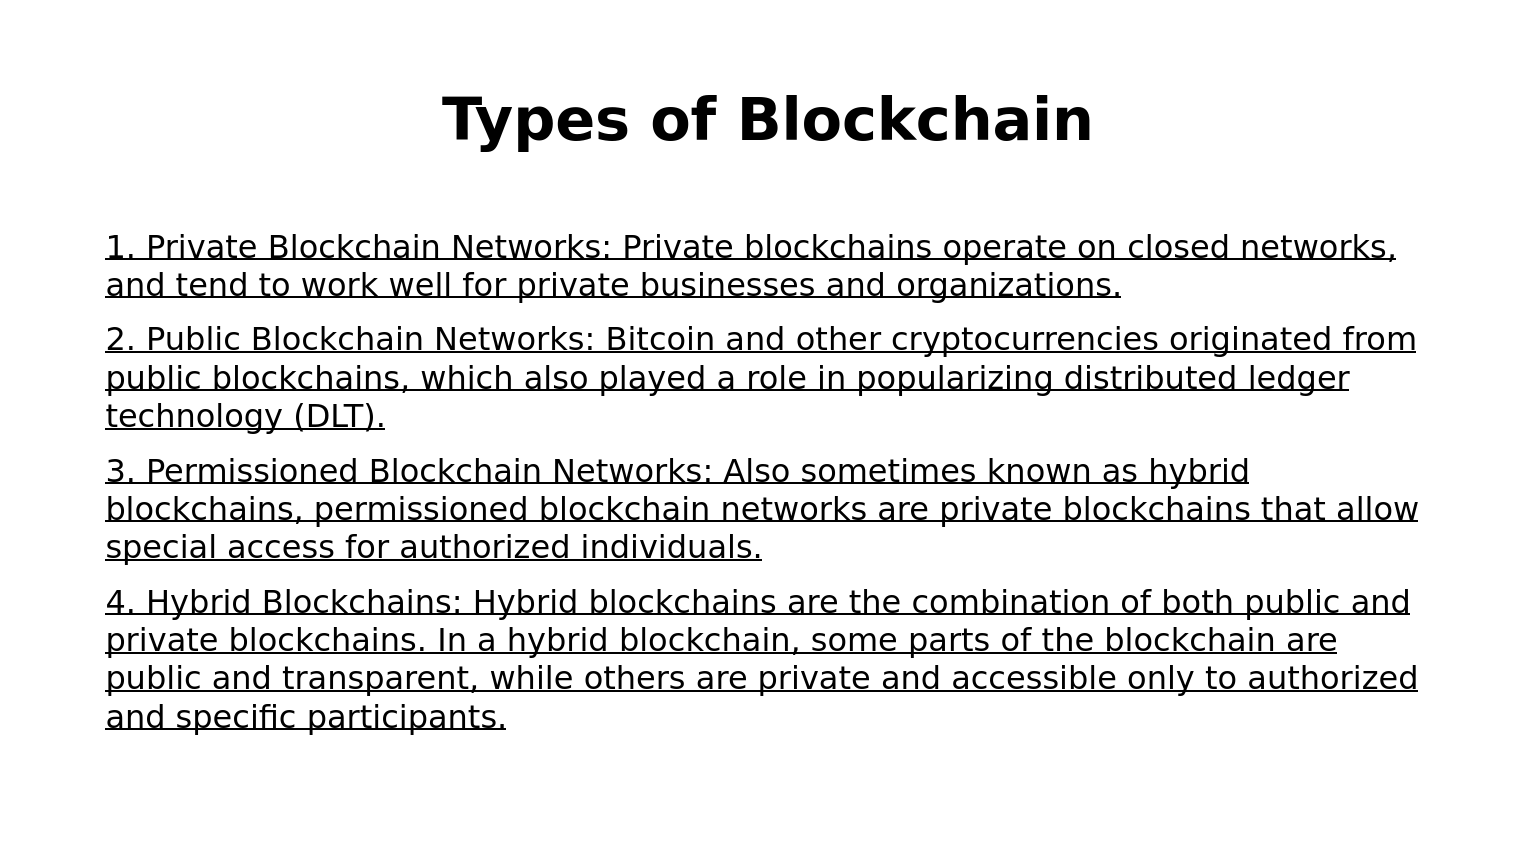 Types of Blockchain
1. Private Blockchain Networks: Private blockchains operate on closed networks,
and tend to work well for private businesses and organizations.
2. Public Blockchain Networks: Bitcoin and other cryptocurrencies originated from
public blockchains, which also played a role in popularizing distributed ledger
technology (DLT).
3. Permissioned Blockchain Networks: Also sometimes known as hybrid
blockchains, permissioned blockchain networks are private blockchains that allow
special access for authorized individuals.
4. Hybrid Blockchains: Hybrid blockchains are the combination of both public and
private blockchains. In a hybrid blockchain, some parts of the blockchain are
public and transparent, while others are private and accessible only to authorized
and specific participants.